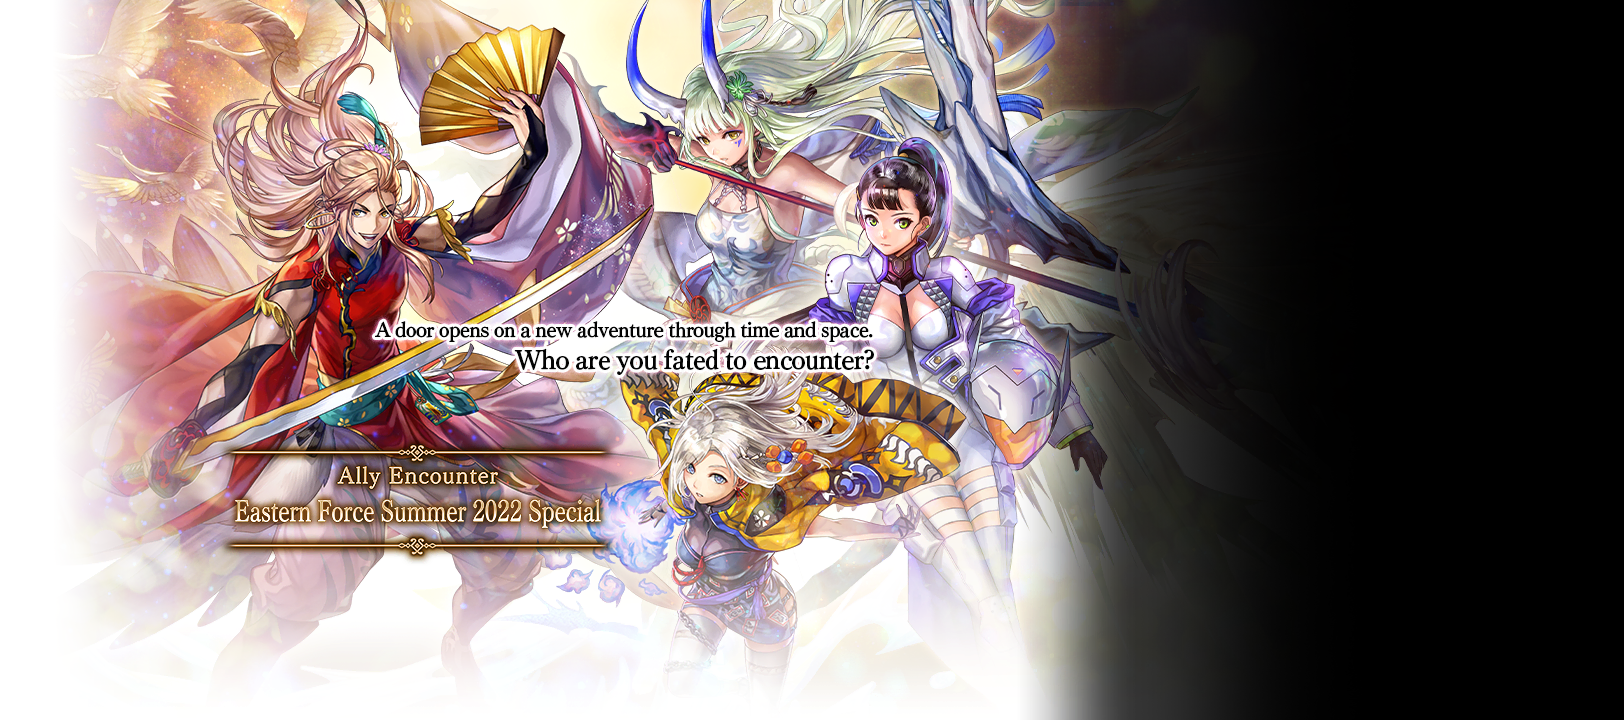 A door opens on a new adventure through time and space.
Who are you fated to encounter?
Ally Encounter
Eastern Force Summer 2022 Special